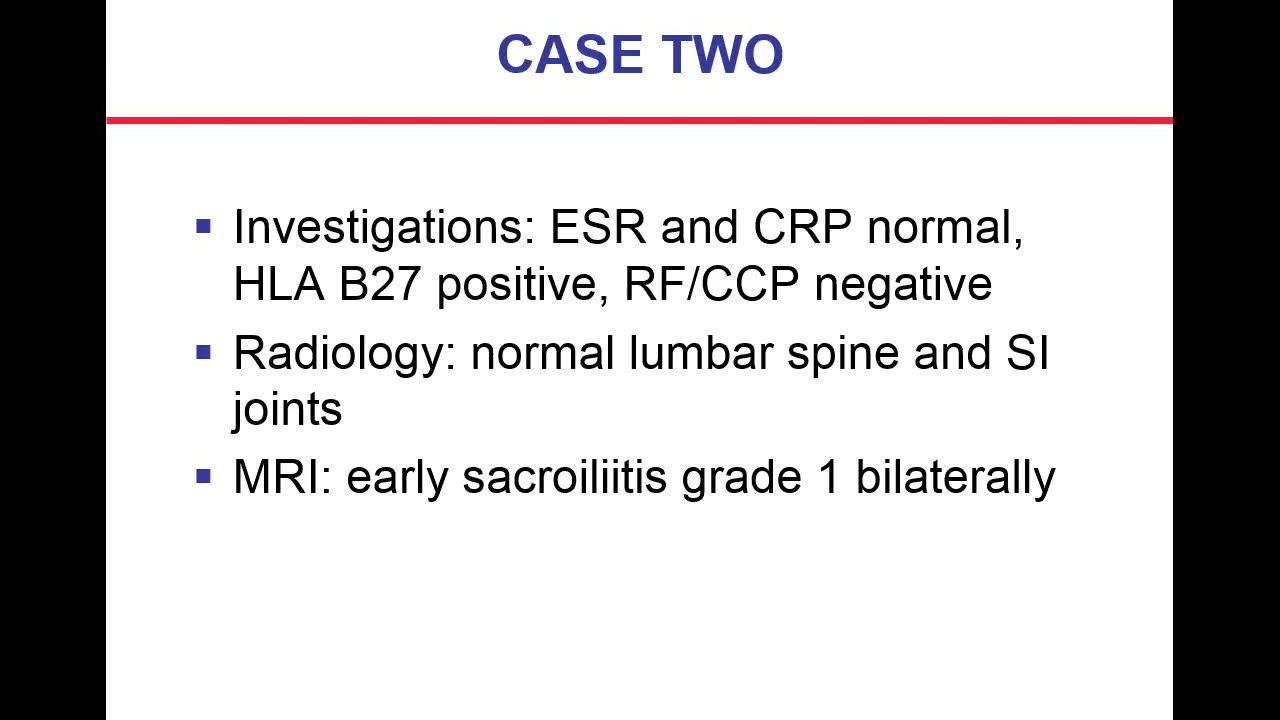 CASE TWO
▪ Investigations: ESR and CRP normal,
HLA B27 positive, RF/CCP negative
▪ Radiology: normal lumbar spine and SI
joints
▪ MRI: early sacroiliitis grade 1 bilaterally